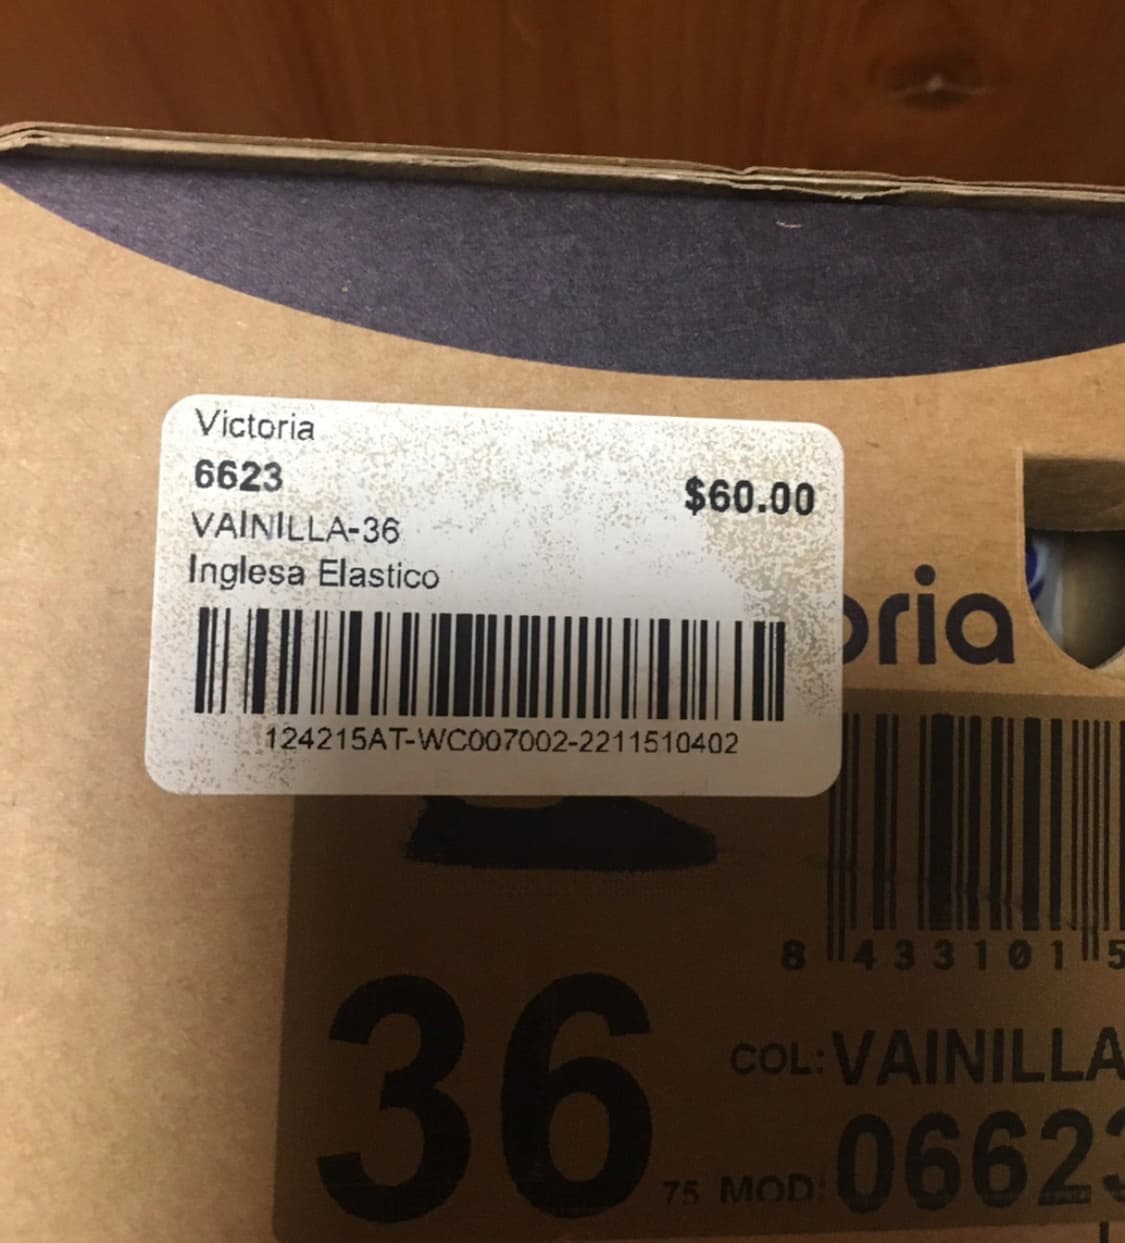 Victoria
6623
$60.00
VAINILLA-36
Inglesa Elastico
124215AT-WC007002-2211510402
oria
8 433101 5
36
COL: VAINILLA
75 MOD: 06623